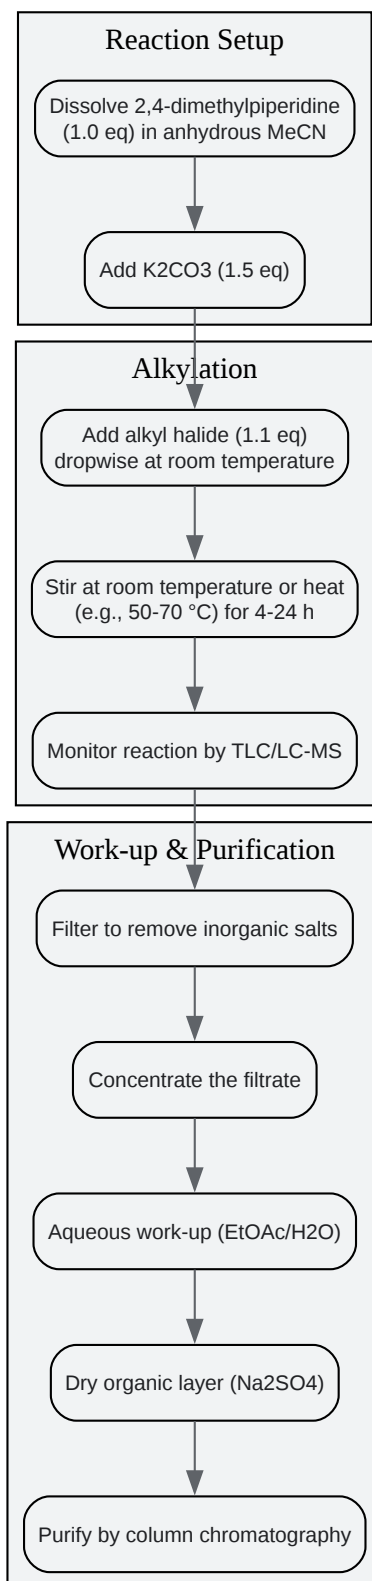 Reaction Setup
Dissolve 2,4-dimethylpiperidine
(1.0 eq) in anhydrous MeCN
Add K2CO3 (1.5 eq)
Alkylation
Add alkyl halide (1.1 eq)
dropwise at room temperature
Stir at room temperature or heat
(e.g., 50-70 °C) for 4-24 h
Monitor reaction by TLC/LC-MS
Work-up & Purification
Filter to remove inorganic salts
Concentrate the filtrate
Aqueous work-up (EtOAc/H2O)
Dry organic layer (Na2SO4)
Purify by column chromatography